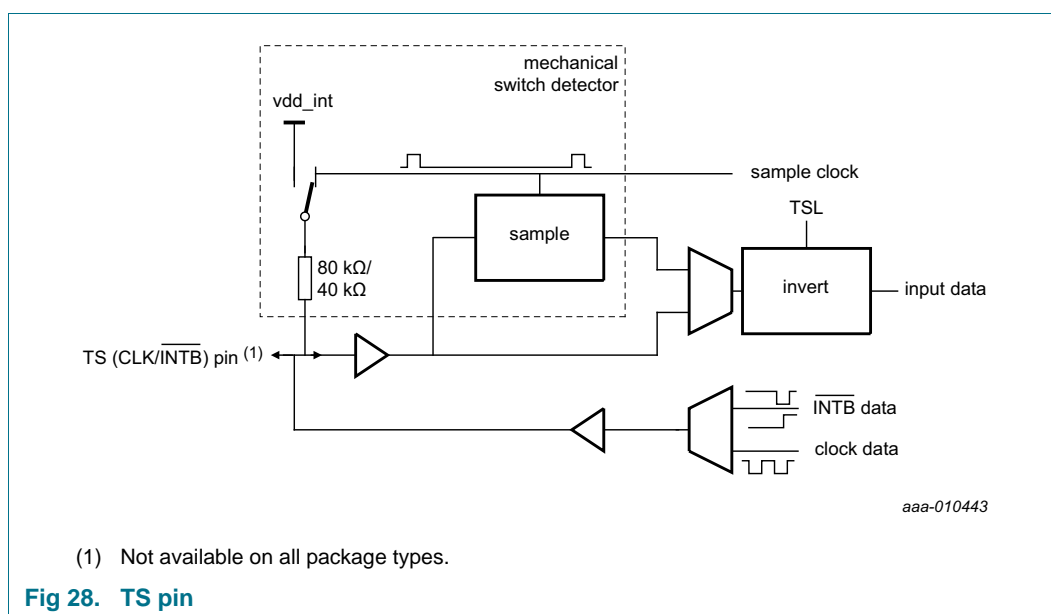 mechanical
switch detector
vdd_int
sample clock
TSL
sample
80 kΩ/
40 kΩ
invert
input data
TS (CLK/INTB) pin (1)
INTB data
clock data
aaa-010443
(1) Not available on all package types.
Fig 28. TS pin